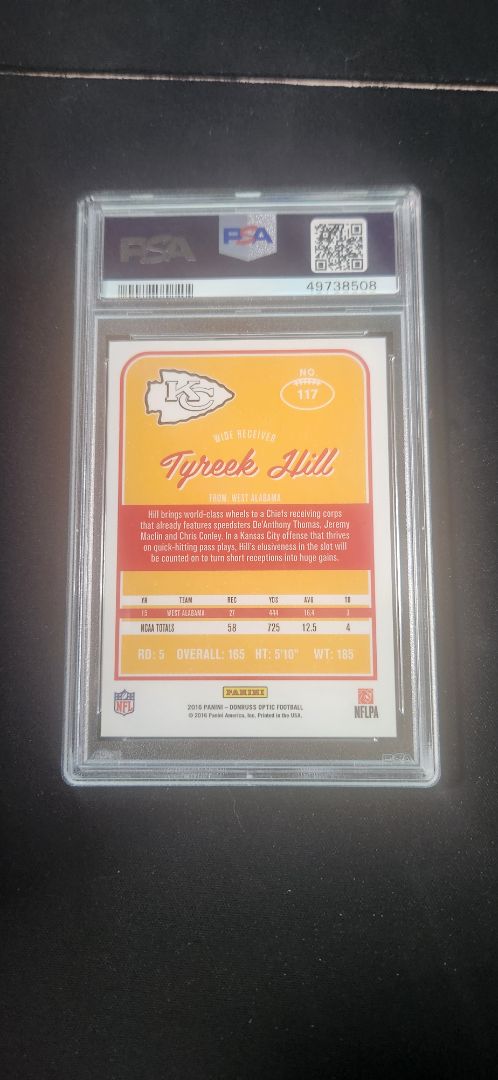 PSA
PSA
49738508
KC
NO.
117
WIDE RECEIVER
Tyreek Hill
FROM: WEST ALABAMA
Hill brings world-class wheels to a Chiefs receiving corps
that already features speedsters De'Anthony Thomas, Jeremy
Maclin and Chris Conley. In a Kansas City offense that thrives
on quick-hitting pass plays, Hill's elusiveness in the slot will
be counted on to turn short receptions into huge gains.
YR TEAM REC YDS AVG TD
15 WEST ALABAMA 27 444 16.4 3
NCAA TOTALS 58 725 12.5 4
RD: 5 OVERALL: 165 HT: 5'10" WT: 185
NFL
PANINI
2016 PANINI – DONRUSS OPTIC FOOTBALL
© 2016 Panini America, Inc. Printed in the USA.
NFLPA
PSA